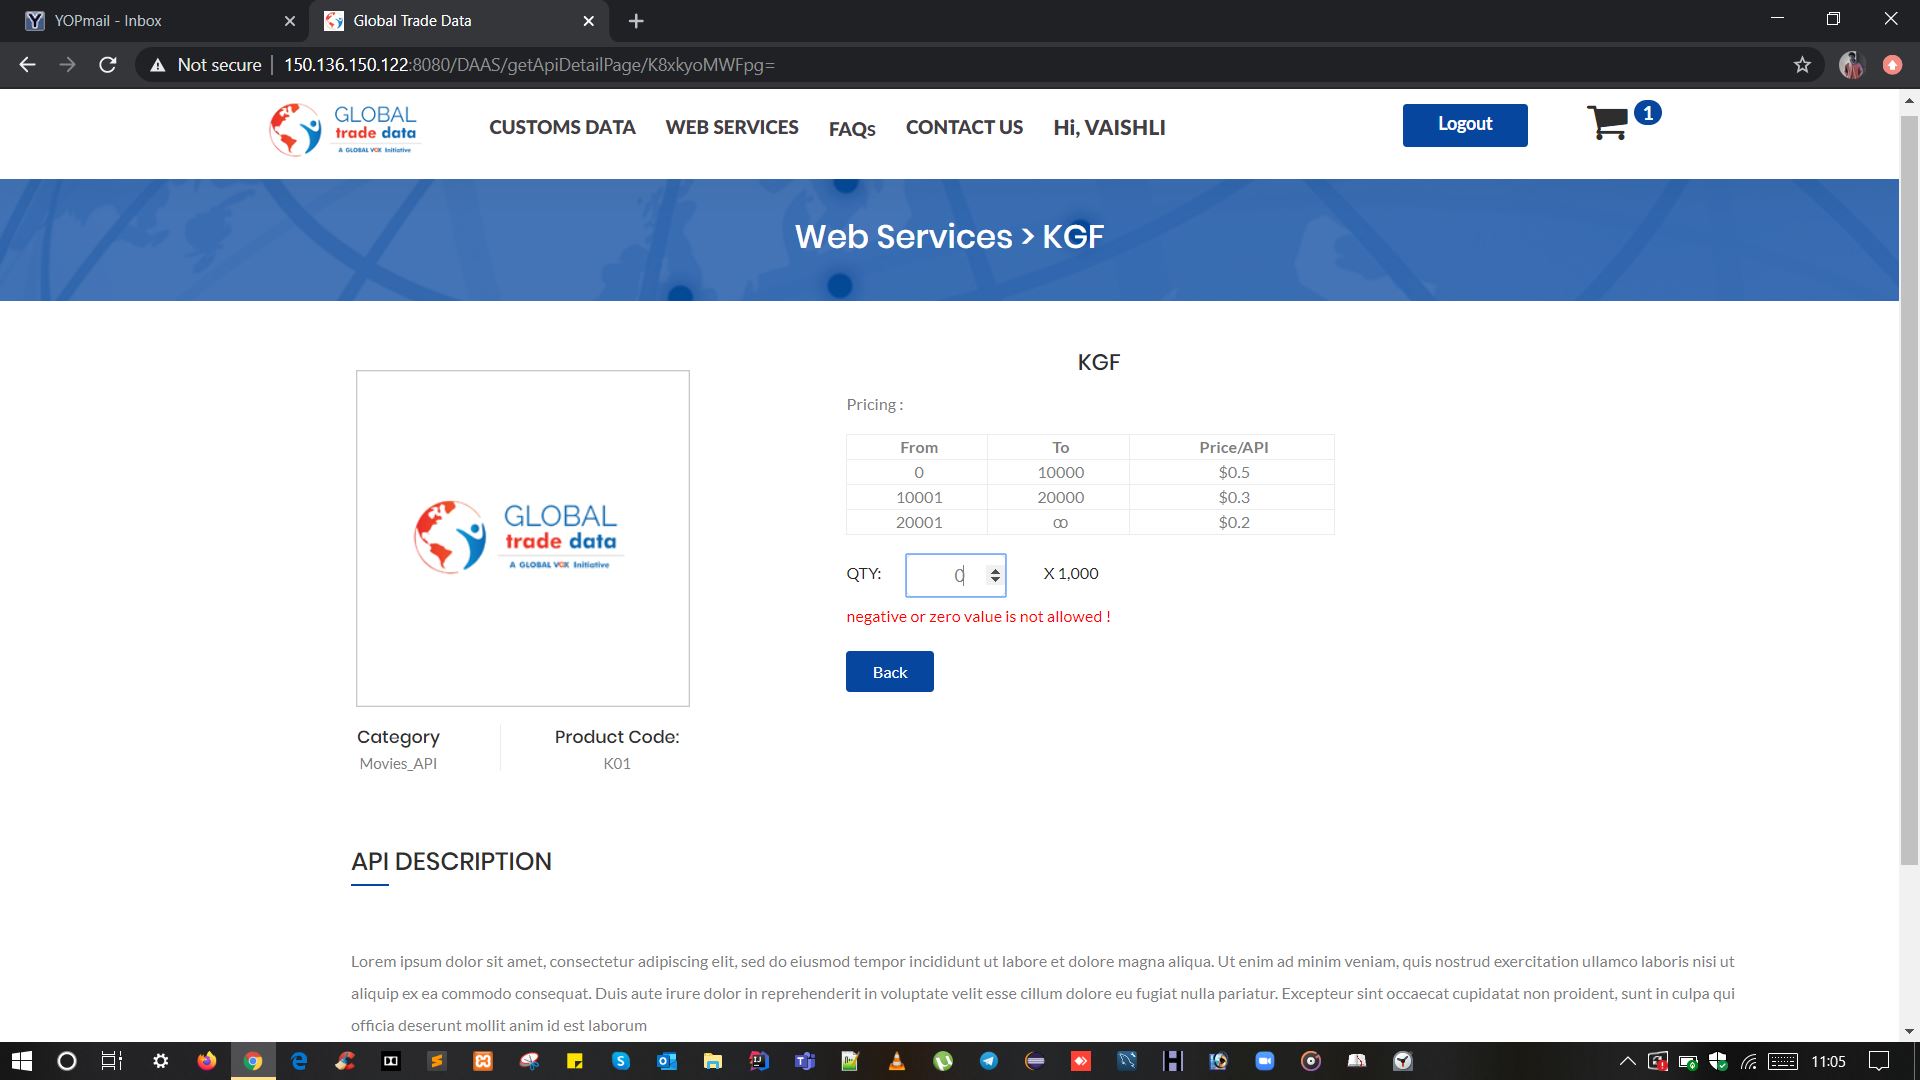 YOPmail - Inbox
Global Trade Data
Not secure
150.136.150.122:8080/DAAS/getApiDetailPage/K8xkyoMWFpg=
GLOBAL
trade data
A GLOBAL VOX Initiative
CUSTOMS DATA
WEB SERVICES
FAQs
CONTACT US
Hi, VAISHLI
Logout
1
Web Services > KGF
KGF
Pricing :
From To Price/API
0 10000 $0.5
10001 20000 $0.3
20001 ∞ $0.2
QTY: 0 X 1,000
negative or zero value is not allowed !
Back
GLOBAL
trade data
A GLOBAL VOX Initiative
Category
Movies_API
Product Code:
K01
API DESCRIPTION
Lorem ipsum dolor sit amet, consectetur adipiscing elit, sed do eiusmod tempor incididunt ut labore et dolore magna aliqua. Ut enim ad minim veniam, quis nostrud exercitation ullamco laboris nisi ut
aliquip ex ea commodo consequat. Duis aute irure dolor in reprehenderit in voluptate velit esse cillum dolore eu fugiat nulla pariatur. Excepteur sint occaecat cupidatat non proident, sunt in culpa qui
officia deserunt mollit anim id est laborum
11:05